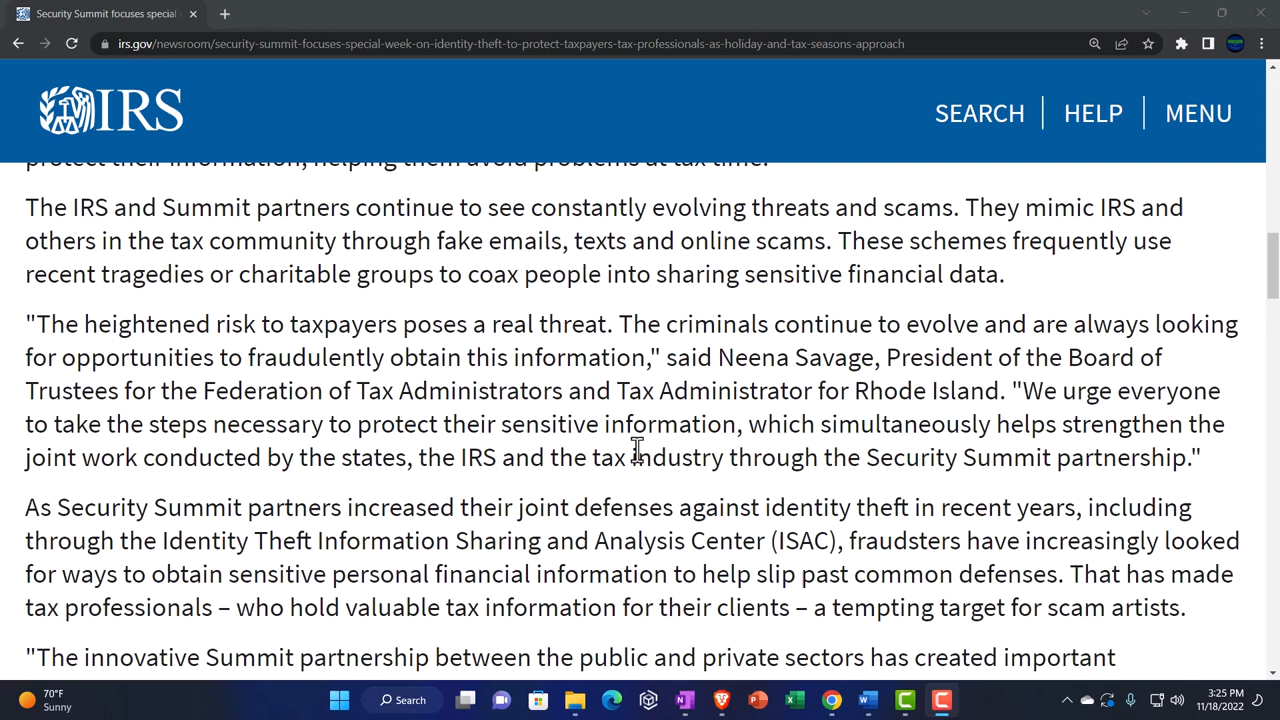 Security Summit focuses special
irs.gov/newsroom/security-summit-focuses-special-week-on-identity-theft-to-protect-taxpayers-tax-professionals-as-holiday-and-tax-seasons-approach
IRS
SEARCH
HELP
MENU
protect their information, helping them avoid problems at tax time.
The IRS and Summit partners continue to see constantly evolving threats and scams. They mimic IRS and
others in the tax community through fake emails, texts and online scams. These schemes frequently use
recent tragedies or charitable groups to coax people into sharing sensitive financial data.
"The heightened risk to taxpayers poses a real threat. The criminals continue to evolve and are always looking
for opportunities to fraudulently obtain this information," said Neena Savage, President of the Board of
Trustees for the Federation of Tax Administrators and Tax Administrator for Rhode Island. "We urge everyone
to take the steps necessary to protect their sensitive information, which simultaneously helps strengthen the
joint work conducted by the states, the IRS and the tax industry through the Security Summit partnership."
As Security Summit partners increased their joint defenses against identity theft in recent years, including
through the Identity Theft Information Sharing and Analysis Center (ISAC), fraudsters have increasingly looked
for ways to obtain sensitive personal financial information to help slip past common defenses. That has made
tax professionals – who hold valuable tax information for their clients – a tempting target for scam artists.
"The innovative Summit partnership between the public and private sectors has created important
70°F
Sunny
Search
3:25 PM
11/18/2022